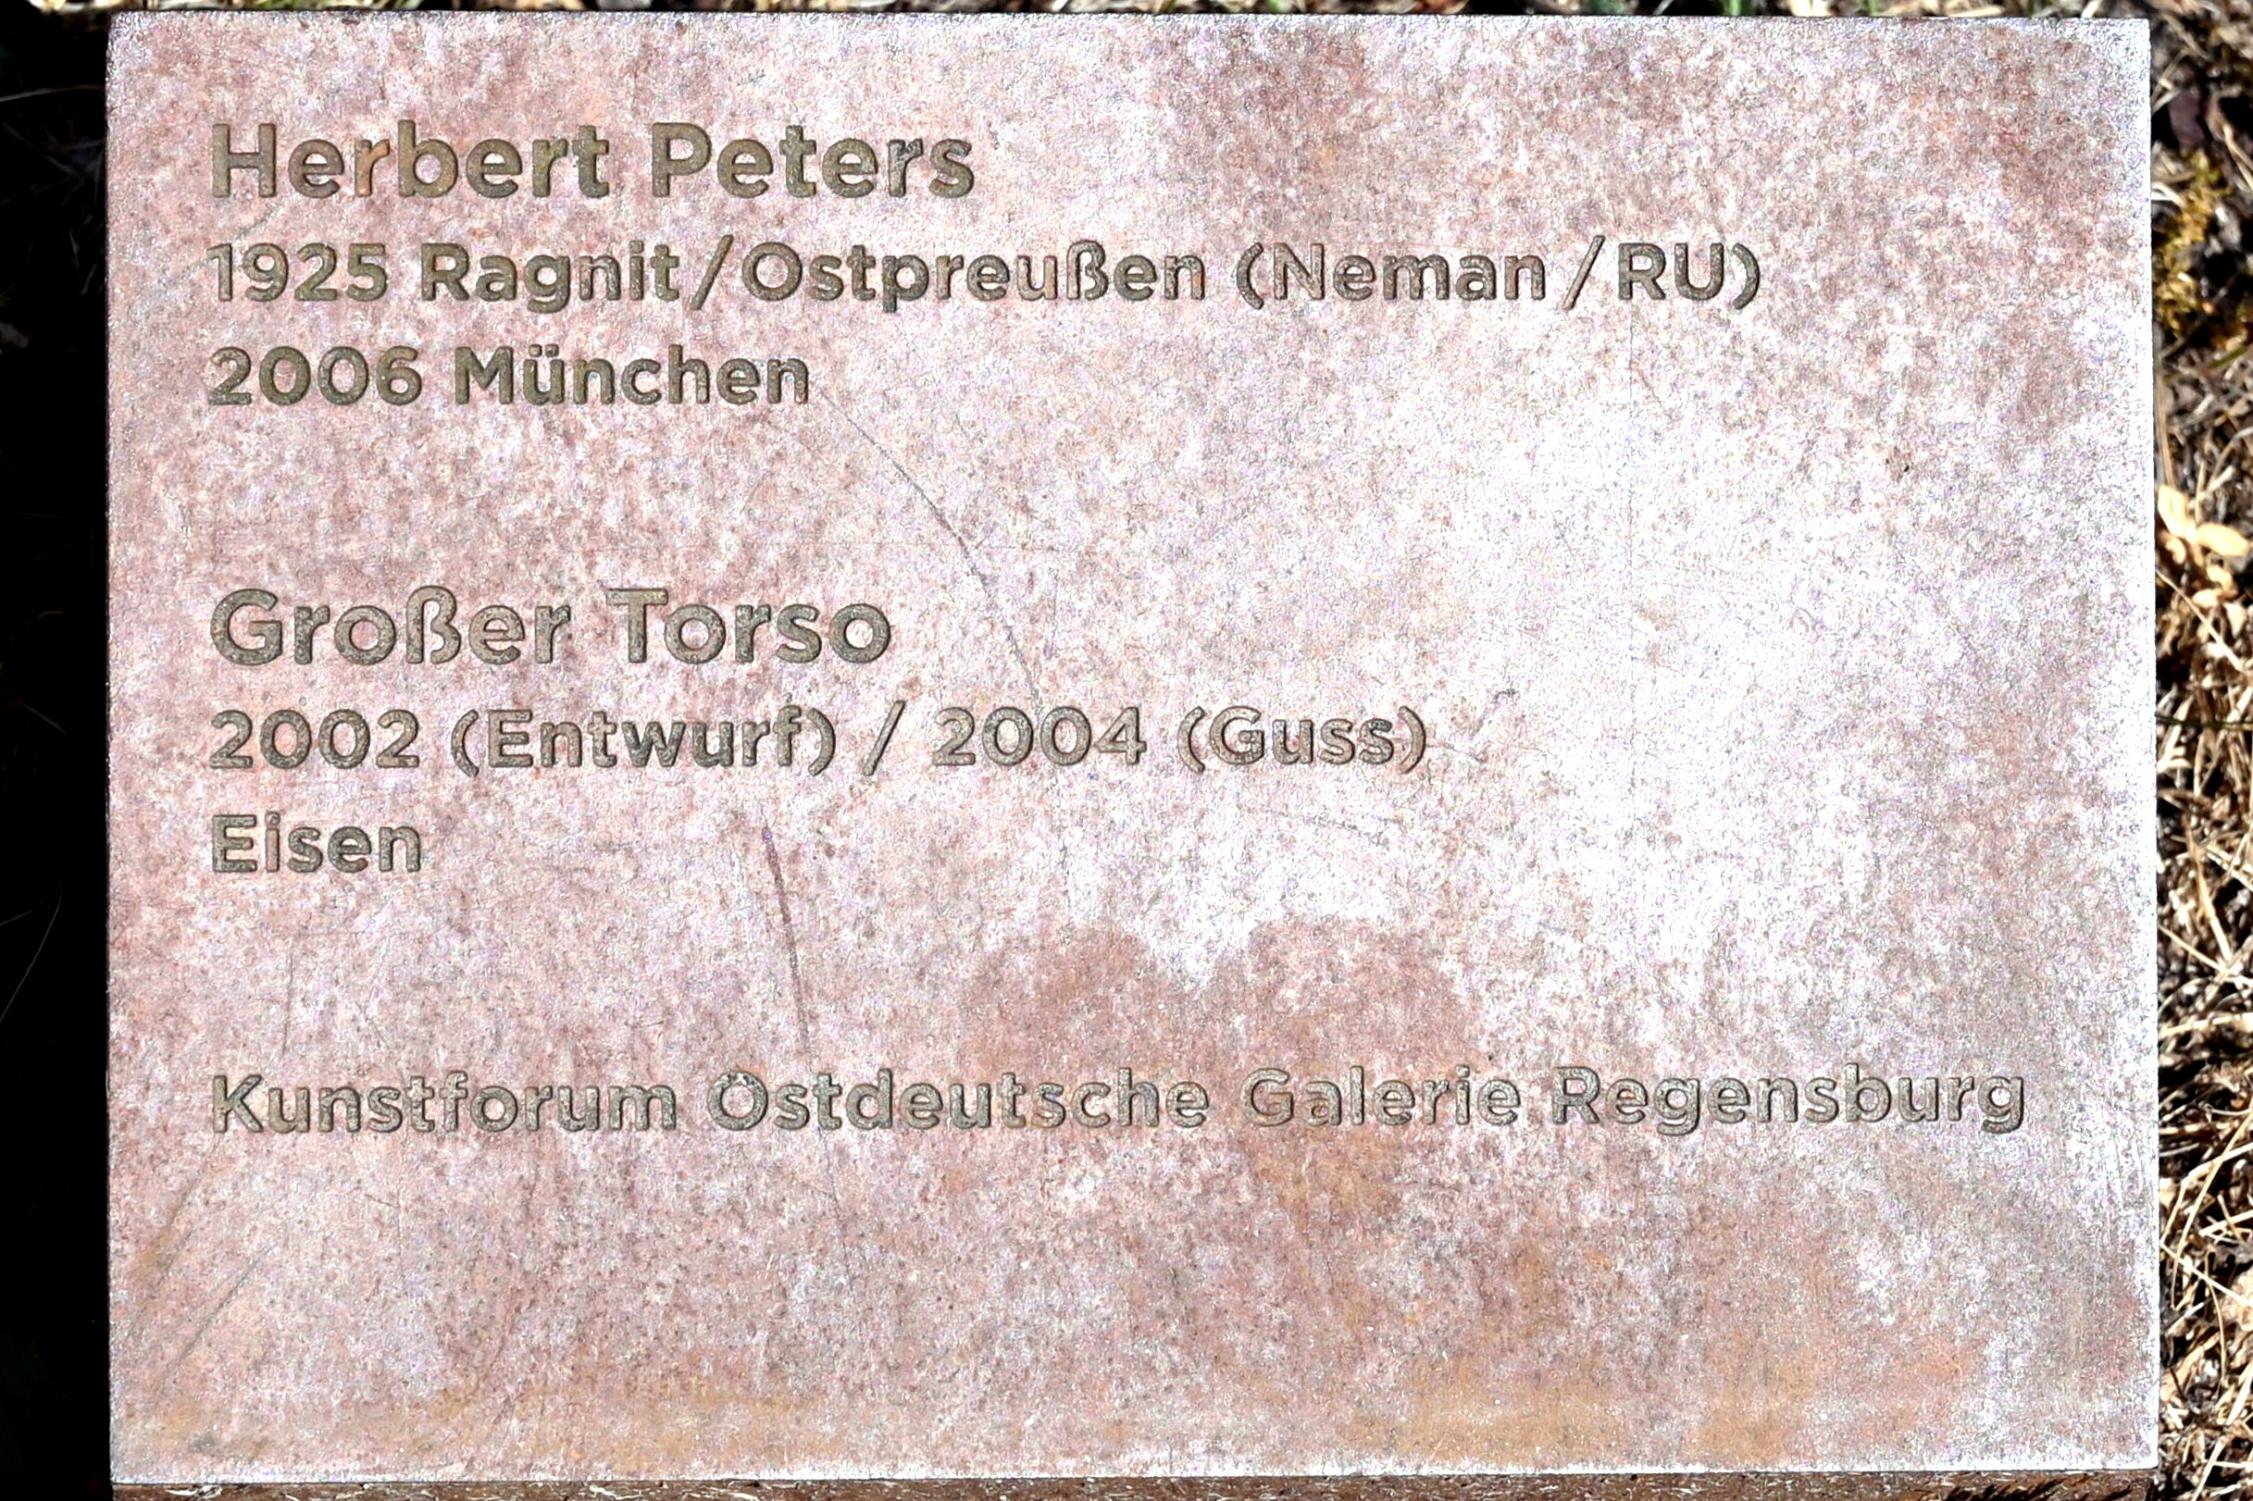 Herbert Peters
1925 Ragnit/Ostpreußen (Neman / RU)
2006 München
Großer Torso
2002 (Entwurf) / 2004 (Guss)
Eisen
Kunstforum Ostdeutsche Galerie Regensburg